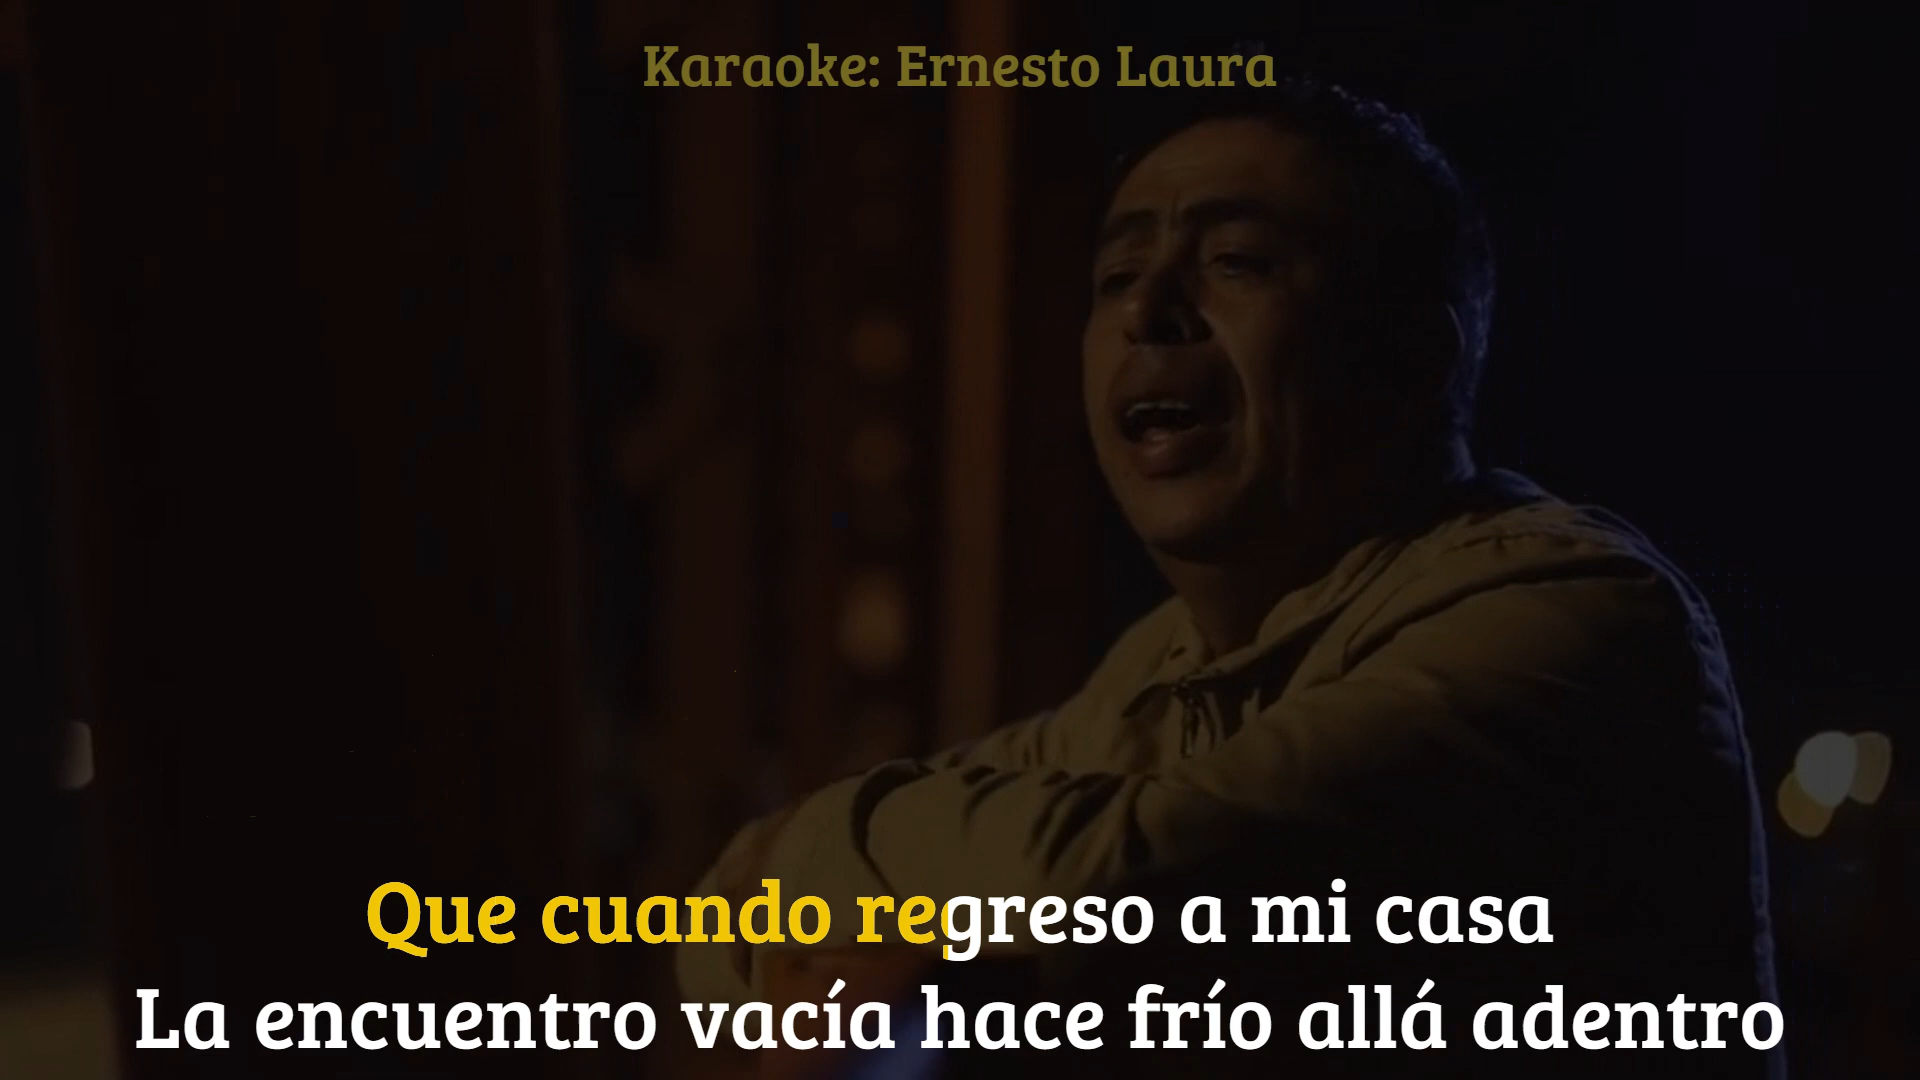 Karaoke: Ernesto Laura
Que cuando regreso a mi casa
La encuentro vacía hace frío allá adentro